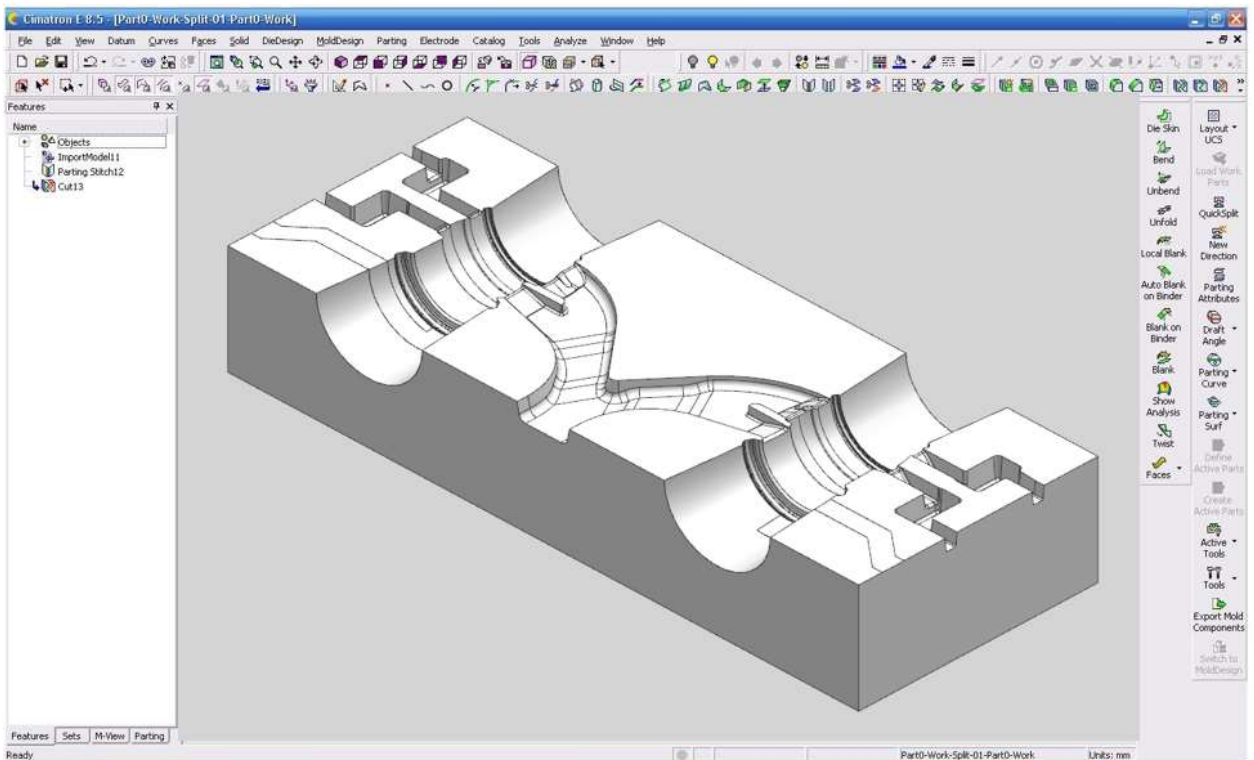 Cimatron E 8.5 - [Part0-Work-Split-01-Part0-Work]
File Edit View Datum Curves Faces Solid DieDesign MoldDesign Parting Electrode Catalog Tools Analyze Window Help
Features
Name
Objects
ImportModel11
Parting Stitch12
Cut13
Die Skin
Bend
Unbend
Unfold
Local Blank
Auto Blank
on Binder
Blank on
Binder
Blank
Show
Analysis
Twist
Faces
Layout
UCS
Load Work
Parts
QuickSplit
New
Direction
Parting
Attributes
Draft
Angle
Parting
Curve
Parting
Surf
Define
Active Parts
Create
Active Parts
Active
Tools
Tools
Export Mold
Components
Switch to
MoldDesign
Features Sets M-View Parting
Ready
Part0-Work-Split-01-Part0-Work
Units: mm